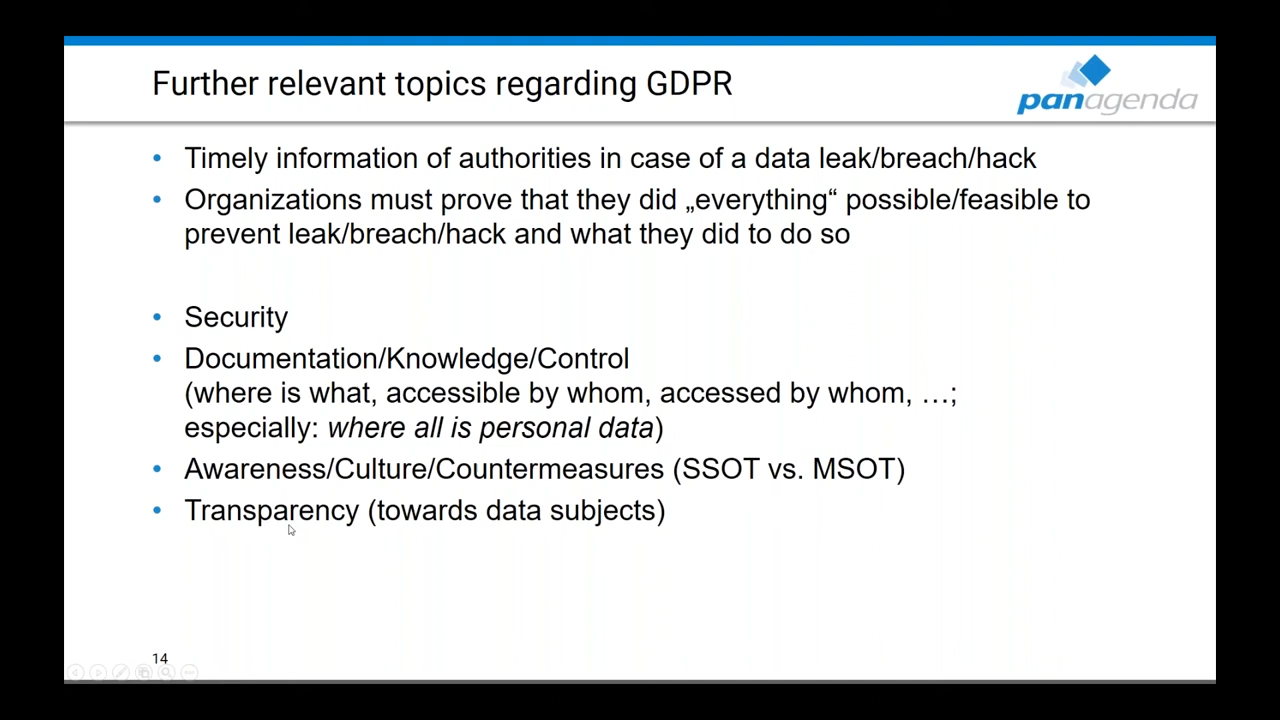 Further relevant topics regarding GDPR
panagenda
• Timely information of authorities in case of a data leak/breach/hack
• Organizations must prove that they did „everything“ possible/feasible to
prevent leak/breach/hack and what they did to do so
• Security
• Documentation/Knowledge/Control
(where is what, accessible by whom, accessed by whom, …;
especially: where all is personal data)
• Awareness/Culture/Countermeasures (SSOT vs. MSOT)
• Transparency (towards data subjects)
14